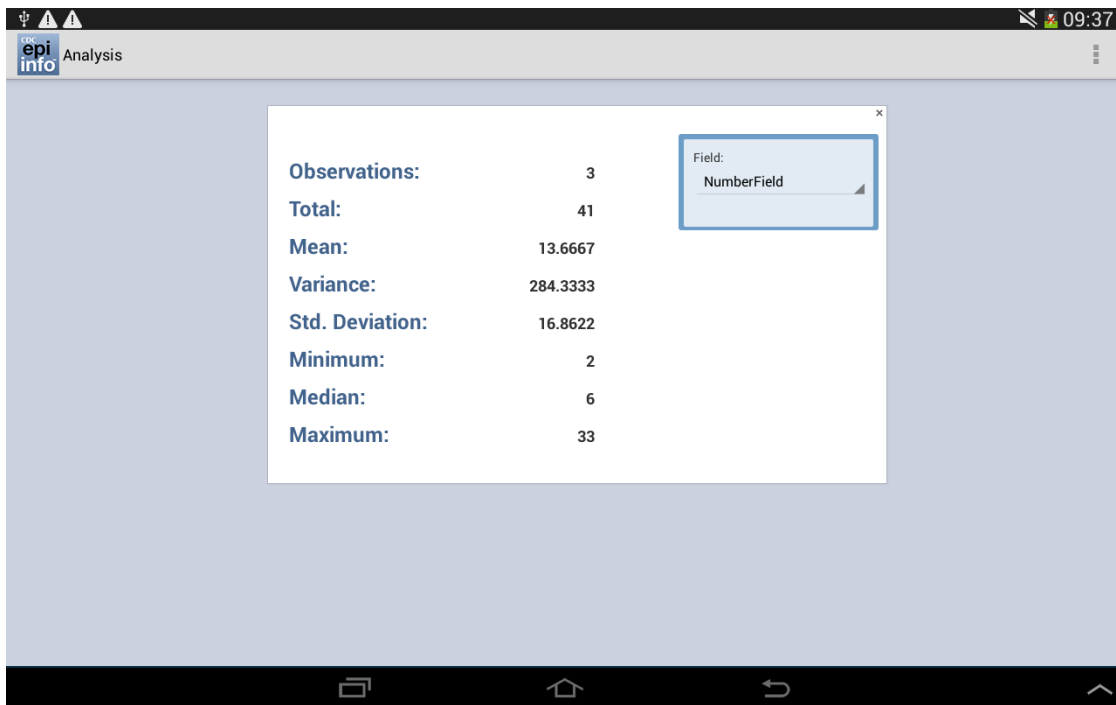 09:37
CDC
epi
info
Analysis
×
Field:
NumberField
Observations: 3
Total: 41
Mean: 13.6667
Variance: 284.3333
Std. Deviation: 16.8622
Minimum: 2
Median: 6
Maximum: 33